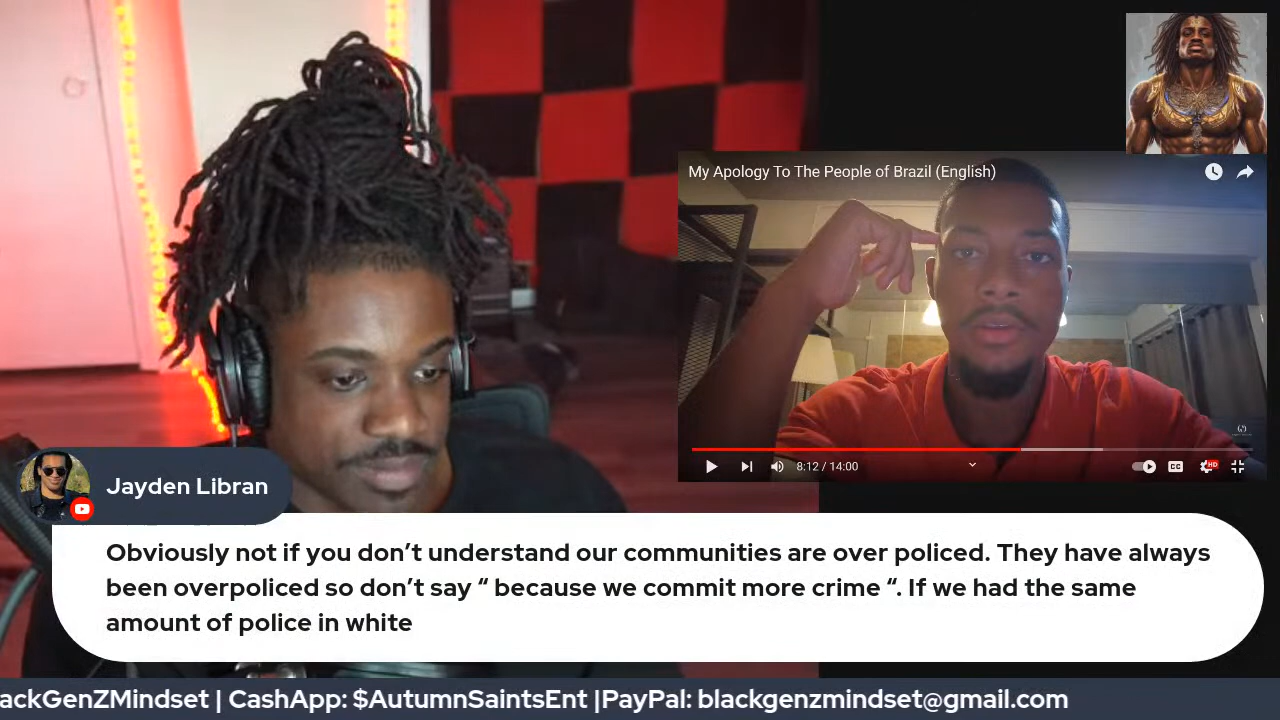 My Apology To The People of Brazil (English)
8:12 / 14:00
CC
HD
Jayden Libran
Obviously not if you don’t understand our communities are over policed. They have always
been overpoliced so don’t say “ because we commit more crime “. If we had the same
amount of police in white
ackGenZMindset | CashApp: $AutumnSaintsEnt |PayPal: blackgenzmindset@gmail.com